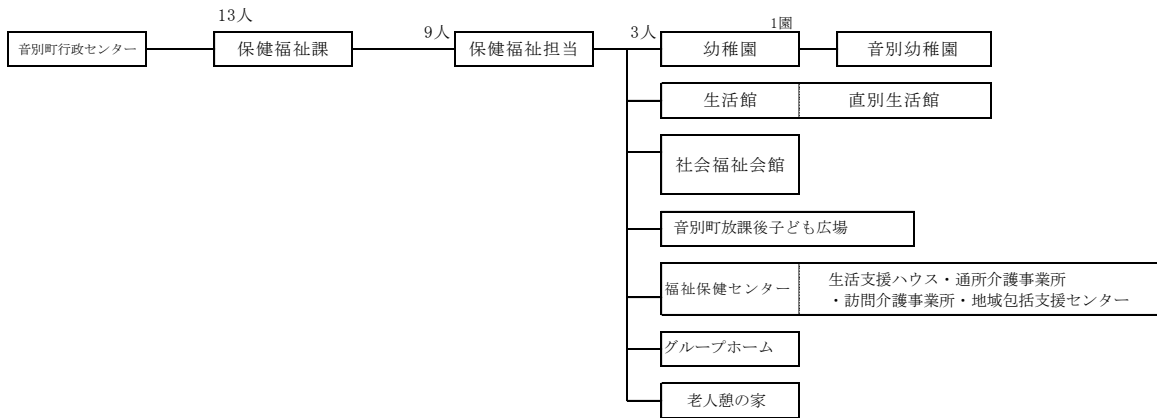 13人
9人
3人
1園
音別町行政センター
保健福祉課
保健福祉担当
幼稚園
音別幼稚園
生活館
直別生活館
社会福祉会館
音別町放課後子ども広場
福祉保健センター
生活支援ハウス・通所介護事業所
・訪問介護事業所・地域包括支援センター
グループホーム
老人憩の家